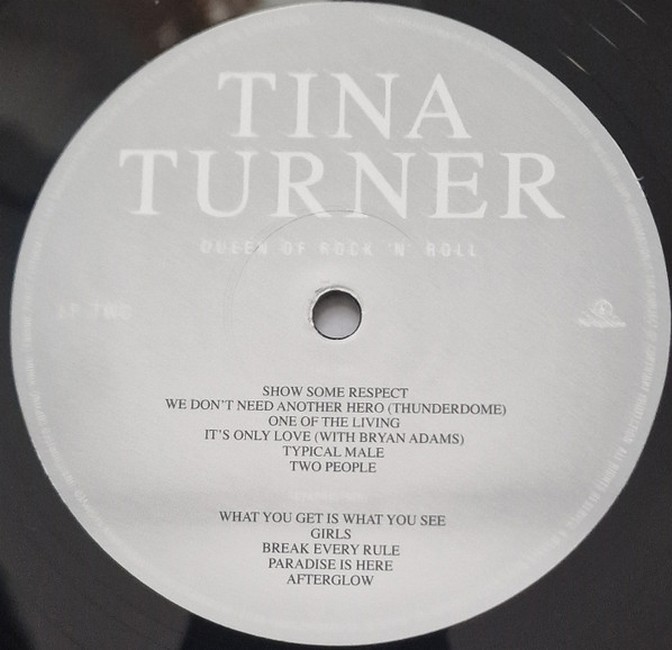 TINA
TURNER
QUEEN OF ROCK 'N' ROLL
LP TWO
SHOW SOME RESPECT
WE DON'T NEED ANOTHER HERO (THUNDERDOME)
ONE OF THE LIVING
IT'S ONLY LOVE (WITH BRYAN ADAMS)
TYPICAL MALE
TWO PEOPLE
WHAT YOU GET IS WHAT YOU SEE
GIRLS
BREAK EVERY RULE
PARADISE IS HERE
AFTERGLOW